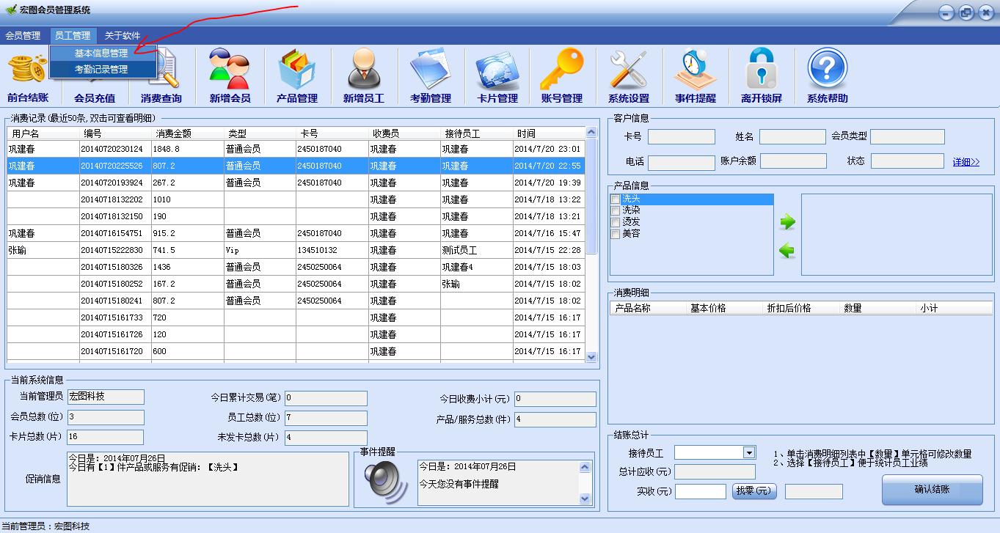 宏图会员管理系统
会员管理 员工管理 关于软件
基本信息管理
考勤记录管理
前台结账 会员充值 消费查询 新增会员 产品管理 新增员工 考勤管理 卡片管理 账号管理 系统设置 事件提醒 离开锁屏 系统帮助
消费记录(最近50条,双击可查看明细)
用户名 编号 消费金额 类型 卡号 收费员 接待员工 时间
巩建春 20140720230124 1848.8 普通会员 2450187040 巩建春 巩建春 2014/7/20 23:01
巩建春 20140720225526 807.2 普通会员 2450187040 巩建春 巩建春 2014/7/20 22:55
巩建春 20140720193924 267.2 普通会员 2450187040 巩建春 巩建春 2014/7/20 19:39
20140718132202 1010 巩建春 巩建春 2014/7/18 13:22
20140718132150 190 巩建春 巩建春 2014/7/18 13:21
巩建春 20140716154751 915.2 普通会员 2450187040 巩建春 巩建春 2014/7/16 15:47
张瑜 20140715222830 741.5 Vip 134510132 巩建春 测试员工 2014/7/15 22:28
20140715180326 1436 普通会员 2450250064 巩建春 巩建春4 2014/7/15 18:03
20140715180252 167.2 普通会员 2450250064 巩建春 张瑜 2014/7/15 18:02
20140715180241 807.2 普通会员 2450250064 巩建春 2014/7/15 18:02
20140715161733 720 巩建春 2014/7/15 16:17
20140715161726 120 巩建春 2014/7/15 16:17
20140715161720 600 巩建春 2014/7/15 16:17
客户信息
卡号 姓名 会员类型
电话 账户余额 状态 详细>>
产品信息
洗头
洗染
烫发
美容
消费明细
产品名称 基本价格 折扣后价格 数量 小计
当前系统信息
当前管理员 宏图科技 今日累计交易(笔) 0 今日收费小计(元) 0
会员总数(位) 3 员工总数(位) 7 产品/服务总数(件) 4
卡片总数(片) 16 未发卡总数(片) 4
促销信息
今日是: 2014年07月26日
今日有【1】件产品或服务有促销: 【洗头】
事件提醒
今日是: 2014年07月26日
今天您没有事件提醒
结账总计
接待员工
总计应收(元)
实收(元) 找零(元)
1、单击消费明细列表中【数量】单元格可修改数量
2、选择【接待员工】便于统计员工业绩
确认结账
当前管理员：宏图科技